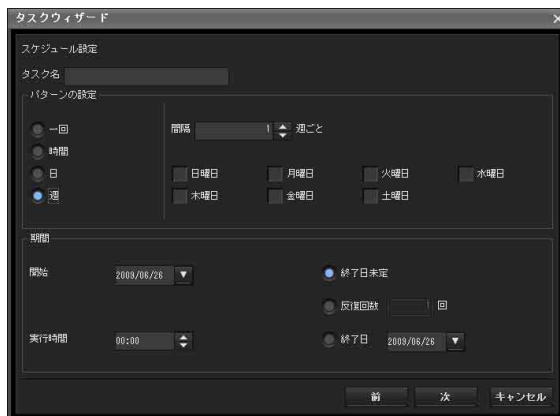 タスクウィザード
スケジュール設定
タスク名
パターンの設定
一回
間隔 1 週ごと
時間
日
日曜日 月曜日 火曜日 水曜日
週
木曜日 金曜日 土曜日
期間
開始 2009/06/26 終了日未定
反復回数 1 回
実行時間 00:00 終了日 2009/06/26
前 次 キャンセル